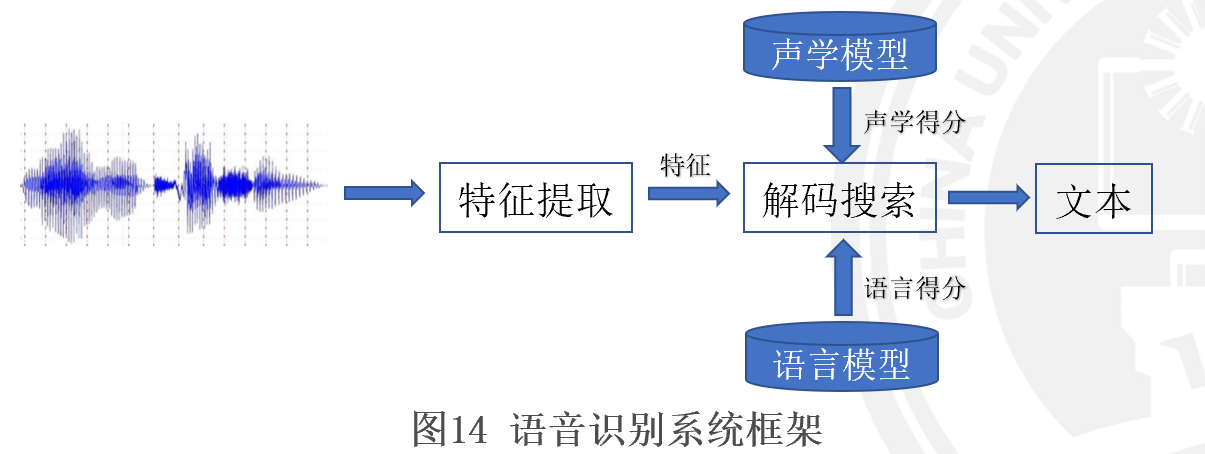 声学模型
声学得分
特征提取
特征
解码搜索
文本
语言得分
语言模型
图14 语音识别系统框架
CHINA UNI